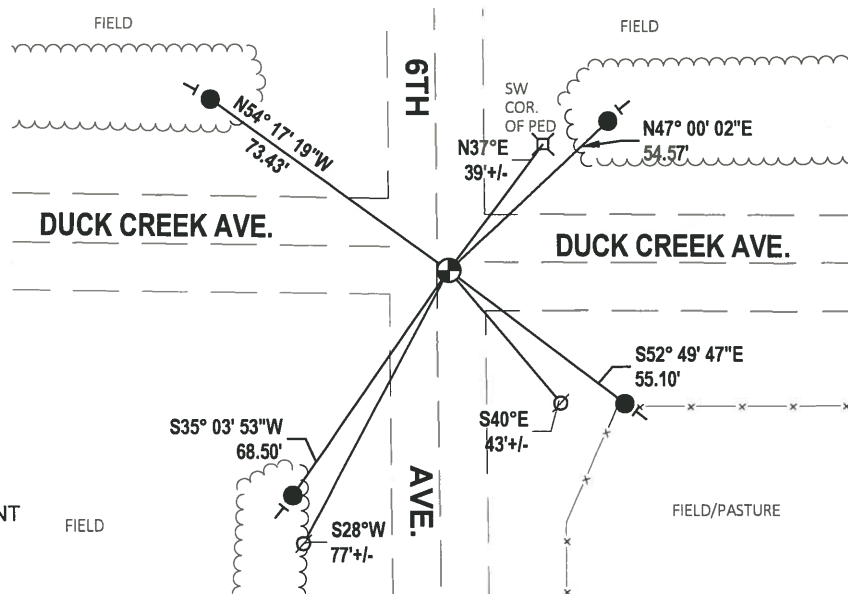 FIELD
FIELD
6TH
SW
COR.
OF PED
N54° 17' 19"W
73.43'
N37°E
39'+/-
N47° 00' 02"E
54.57'
DUCK CREEK AVE.
DUCK CREEK AVE.
S52° 49' 47"E
55.10'
S40°E
43'+/-
S35° 03' 53"W
68.50'
AVE.
NT
FIELD
S28°W
77'+/-
FIELD/PASTURE